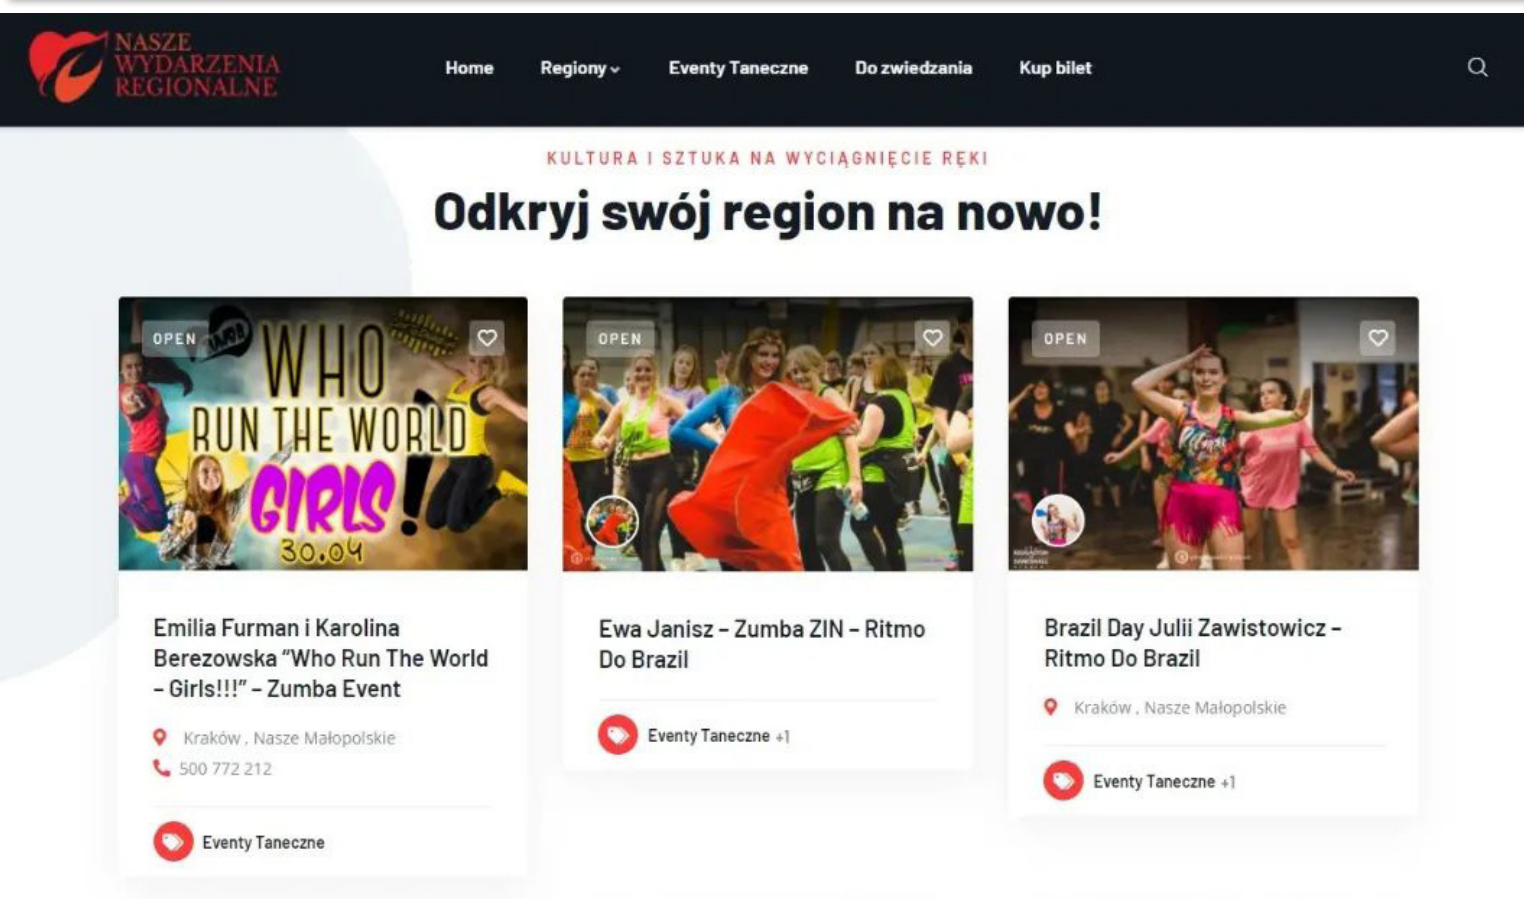 NASZE
WYDARZENIA
REGIONALNE
Home
Regiony
Eventy Taneczne
Do zwiedzania
Kup bilet
KULTURA I SZTUKA NA WYCIĄGNIĘCIE RĘKI
Odkryj swój region na nowo!
OPEN
WHO
RUN THE WORLD
GIRLS!
30.04
Emilia Furman i Karolina
Berezowska “Who Run The World
– Girls!!!” – Zumba Event
Kraków , Nasze Małopolskie
500 772 212
Eventy Taneczne
OPEN
Ewa Janisz – Zumba ZIN – Ritmo
Do Brazil
Eventy Taneczne +1
OPEN
Brazil Day Julii Zawistowicz –
Ritmo Do Brazil
Kraków , Nasze Małopolskie
Eventy Taneczne +1